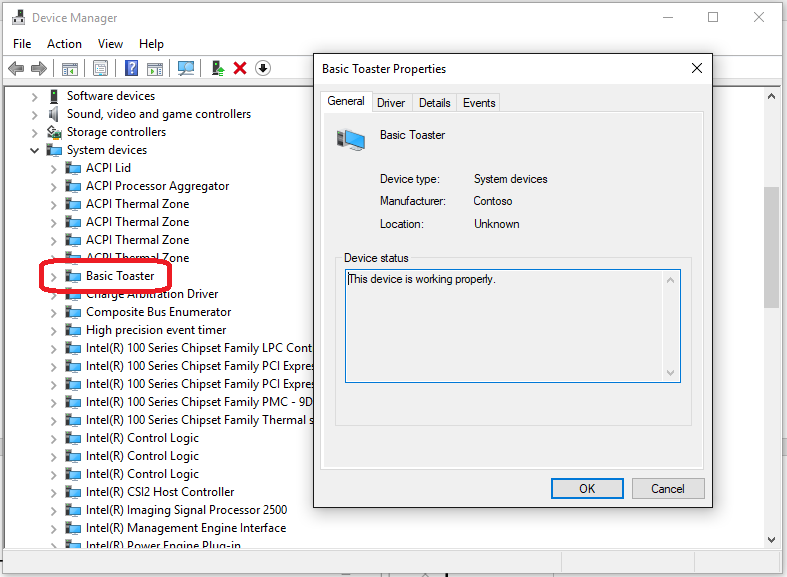 Device Manager
File Action View Help
Software devices
Sound, video and game controllers
Storage controllers
System devices
ACPI Lid
ACPI Processor Aggregator
ACPI Thermal Zone
ACPI Thermal Zone
ACPI Thermal Zone
ACPI Thermal Zone
Basic Toaster
Charge Arbitration Driver
Composite Bus Enumerator
High precision event timer
Intel(R) 100 Series Chipset Family LPC Cont
Intel(R) 100 Series Chipset Family PCI Expre
Intel(R) 100 Series Chipset Family PCI Expre
Intel(R) 100 Series Chipset Family PMC - 9D
Intel(R) 100 Series Chipset Family Thermal s
Intel(R) Control Logic
Intel(R) Control Logic
Intel(R) Control Logic
Intel(R) CSI2 Host Controller
Intel(R) Imaging Signal Processor 2500
Intel(R) Management Engine Interface
Intel(R) Power Engine Plug-in
Basic Toaster Properties
General Driver Details Events
Basic Toaster
Device type: System devices
Manufacturer: Contoso
Location: Unknown
Device status
This device is working properly.
OK Cancel